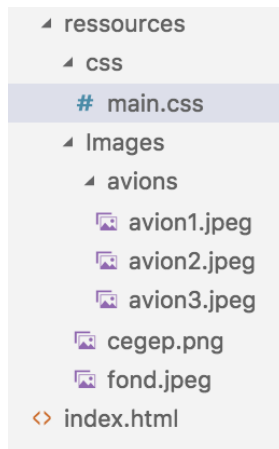 ressources
css
# main.css
Images
avions
avion1.jpeg
avion2.jpeg
avion3.jpeg
cegep.png
fond.jpeg
<> index.html